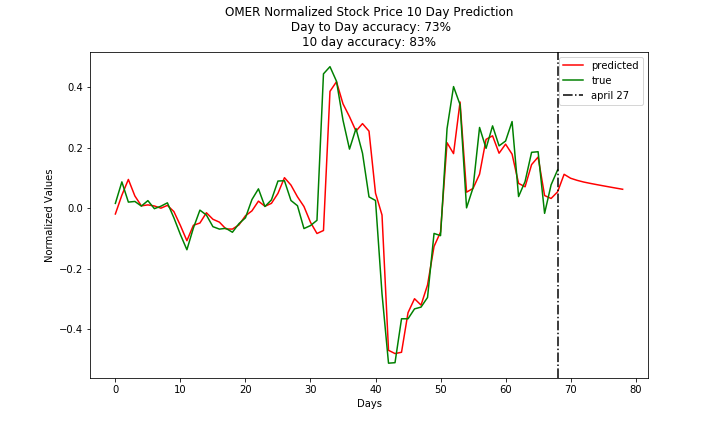 OMER Normalized Stock Price 10 Day Prediction
Day to Day accuracy: 73%
10 day accuracy: 83%
predicted
true
april 27
0.4
0.2
0.0
−0.2
−0.4
Normalized Values
0
10
20
30
40
50
60
70
80
Days